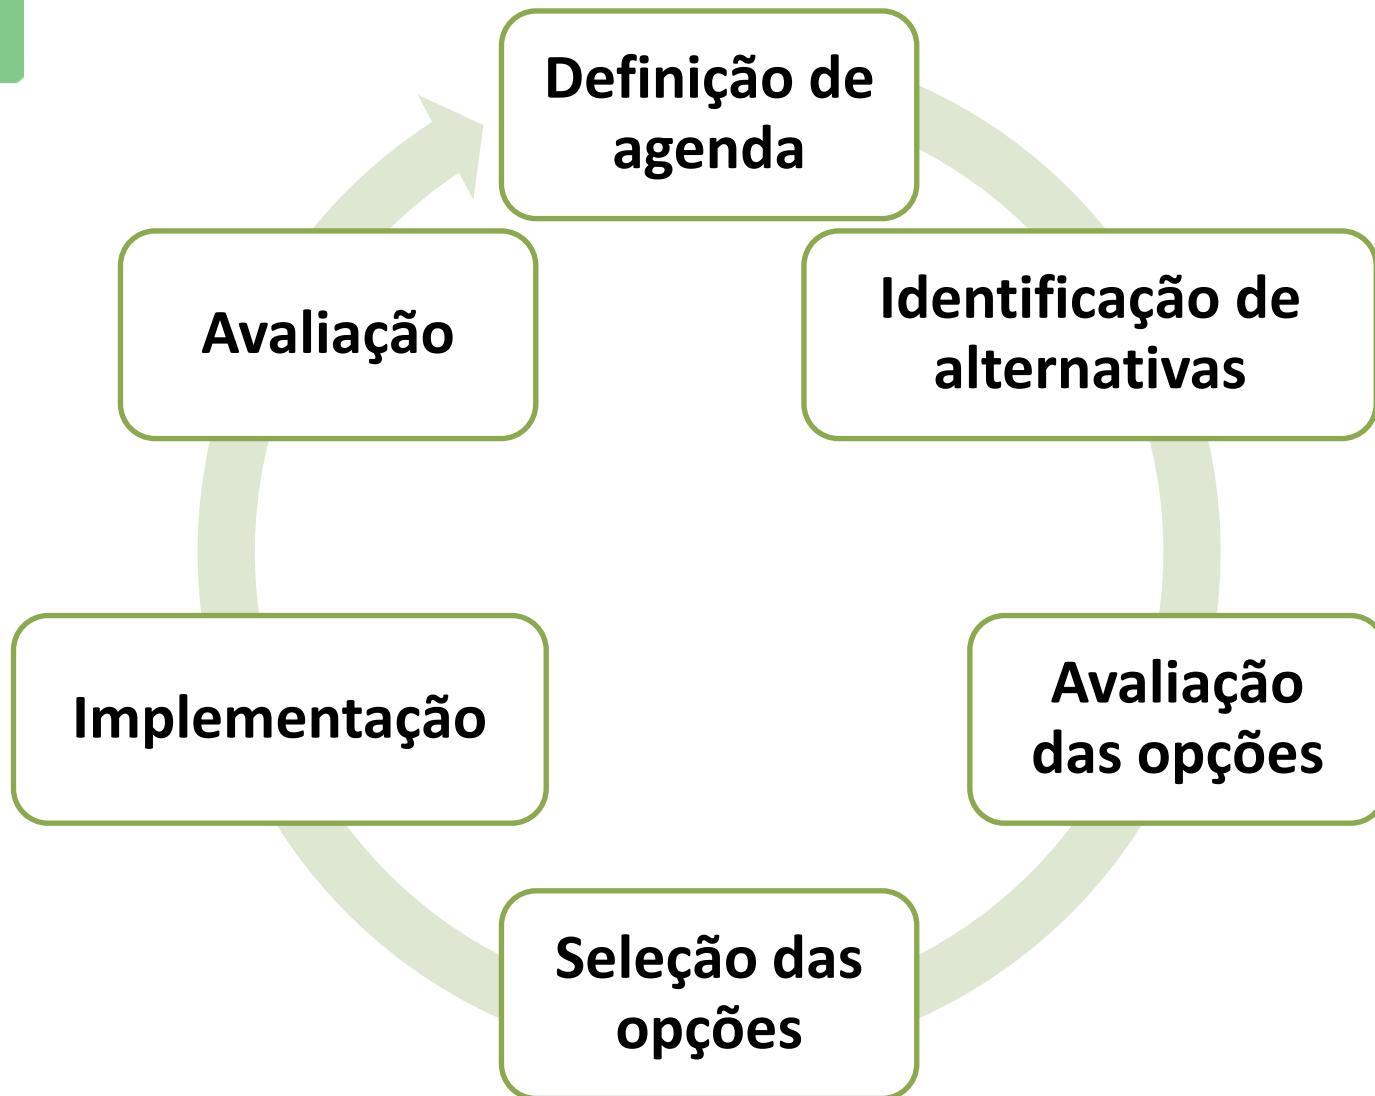 Definição de
agenda
Identificação de
alternativas
Avaliação
das opções
Seleção das
opções
Implementação
Avaliação